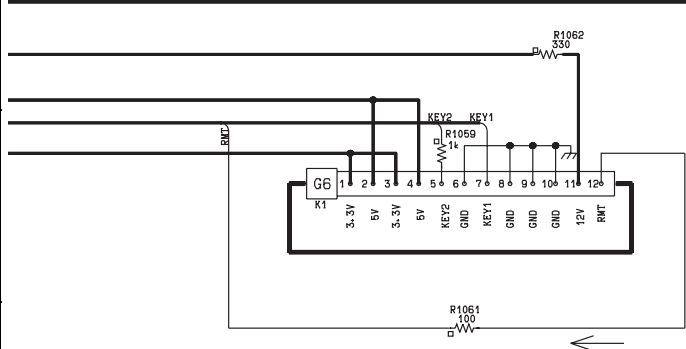 R1062
330
KEY2 KEY1
RMT
R1059
1k
G6 1 2 3 4 5 6 7 8 9 10 11 12
K1
3.3V 5V 3.3V 5V KEY2 GND KEY1 GND GND GND 12V RMT
R1061
100